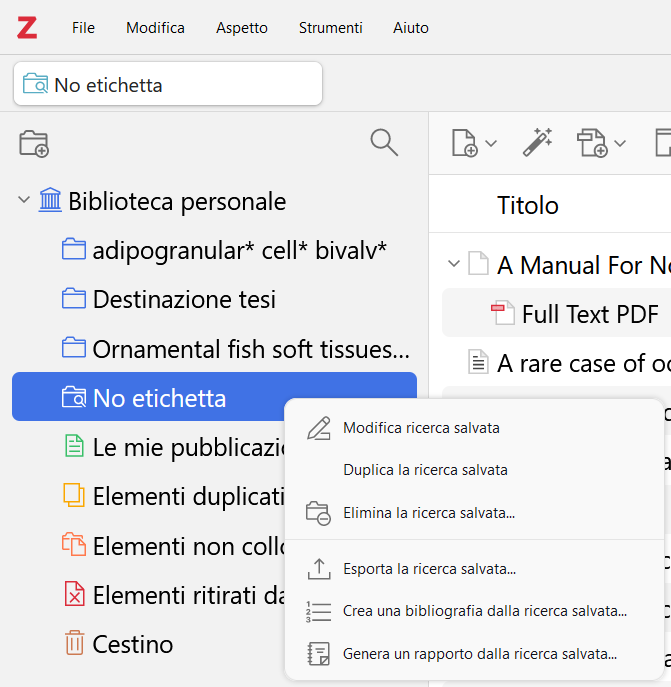 Z
File Modifica Aspetto Strumenti Aiuto
No etichetta
Biblioteca personale
adipogranular* cell* bivalv*
Destinazione tesi
Ornamental fish soft tissues...
No etichetta
Le mie pubblicazi
Elementi duplicati
Elementi non collo
Elementi ritirati da
Cestino
Titolo
A Manual For No
Full Text PDF
A rare case of oc
Modifica ricerca salvata
Duplica la ricerca salvata
Elimina la ricerca salvata...
Esporta la ricerca salvata...
Crea una bibliografia dalla ricerca salvata...
Genera un rapporto dalla ricerca salvata...